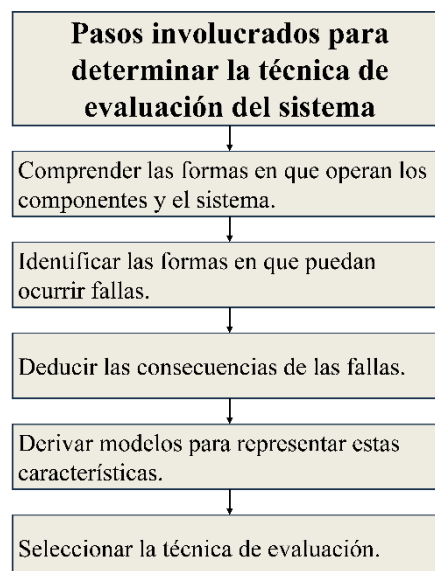 Pasos involucrados para
determinar la técnica de
evaluación del sistema
Comprender las formas en que operan los
componentes y el sistema.
Identificar las formas en que puedan
ocurrir fallas.
Deducir las consecuencias de las fallas.
Derivar modelos para representar estas
características.
Seleccionar la técnica de evaluación.